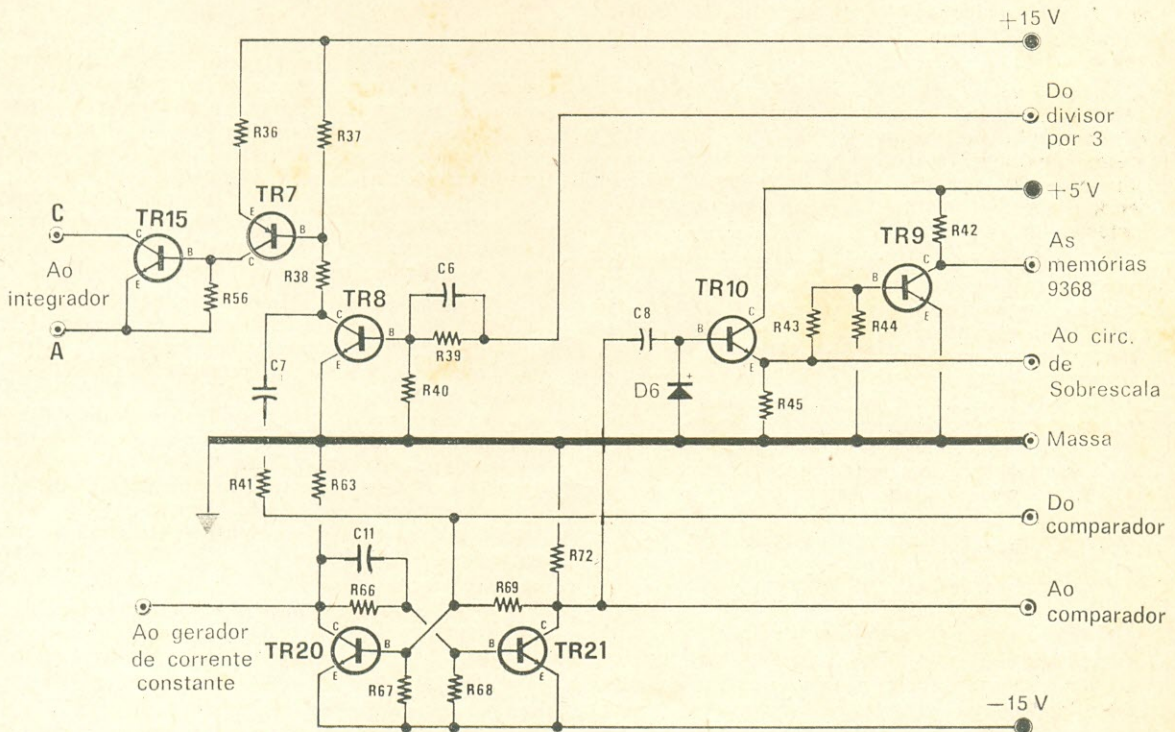 +15 V
Do
divisor
por 3
R36
R37
TR7
+5 V
C
TR15
E
B
C
B
C
E
R42
TR9
As
memórias
9368
Ao
integrador
R56
R38
TR8
C6
C
B
E
R39
R40
C8
TR10
B
C
E
R43
R44
B
C
E
Ao circ.
de
Sobrescala
A
C7
D6
+
R45
Massa
R41
R63
Do
comparador
C11
R72
R66
R69
Ao
comparador
Ao gerador
de corrente
constante
TR20
C
B
E
R67
R68
B
C
E
TR21
−15 V